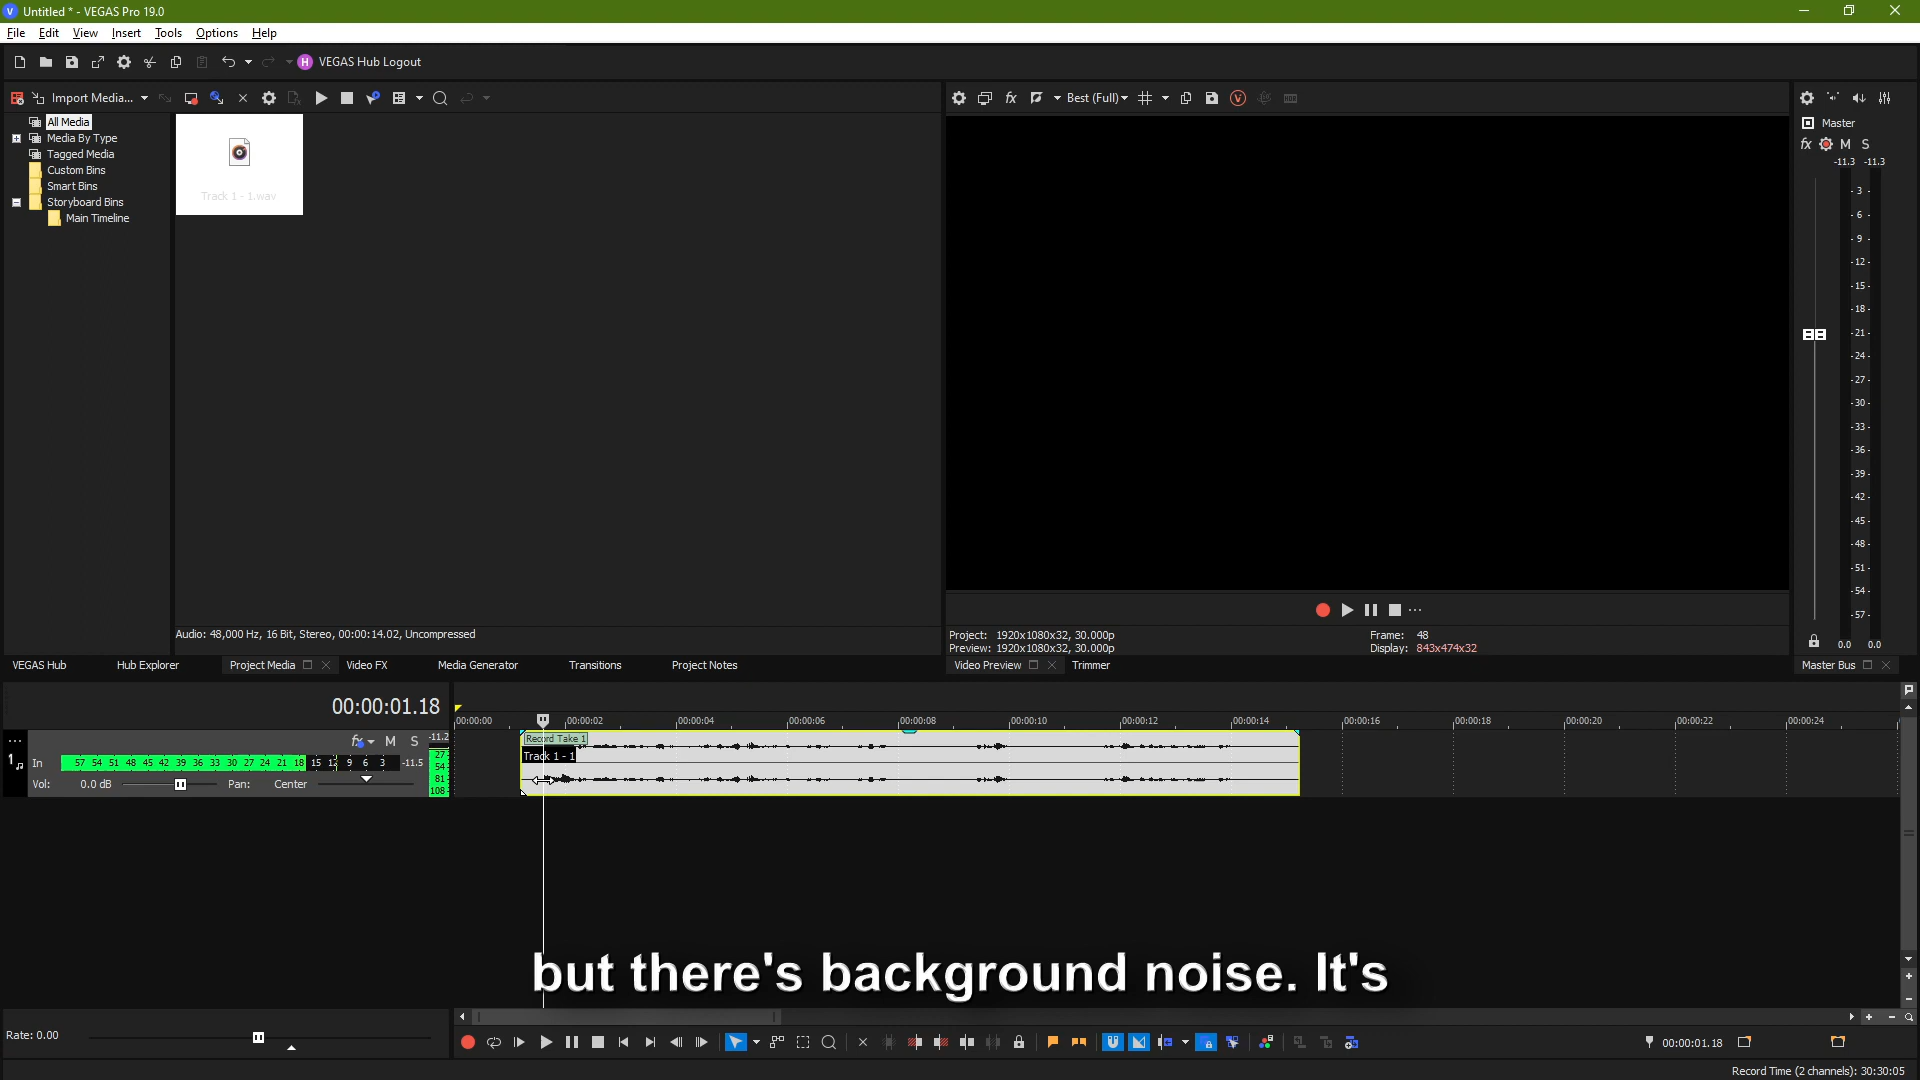 Untitled * - VEGAS Pro 19.0
File Edit View Insert Tools Options Help
VEGAS Hub Logout
Import Media...
Best (Full)
All Media
Media By Type
Tagged Media
Custom Bins
Smart Bins
Storyboard Bins
Main Timeline
Track 1 - 1.wav
Master
fx M S
-11.3 -11.3
- 3 -
- 6 -
- 9 -
-12-
-15-
-18-
-21-
-24-
-27-
-30-
-33-
-36-
-39-
-42-
-45-
-48-
-51-
-54-
-57-
0.0 0.0
Audio: 48,000 Hz, 16 Bit, Stereo, 00:00:14.02, Uncompressed
Project: 1920x1080x32, 30.000p
Preview: 1920x1080x32, 30.000p
Frame: 48
Display: 843x474x32
VEGAS Hub Hub Explorer Project Media Video FX Media Generator Transitions Project Notes
Video Preview Trimmer
Master Bus
00:00:01.18
00:00:00 00:00:02 00:00:04 00:00:06 00:00:08 00:00:10 00:00:12 00:00:14 00:00:16 00:00:18 00:00:20 00:00:22 00:00:24
1
fx M S -11.2
In 57 54 51 48 45 42 39 36 33 30 27 24 21 18 15 12 9 6 3 -11.5
27
54
81
108
Vol: 0.0 dB Pan: Center
Record Take 1
Track 1 - 1
but there's background noise. It's
Rate: 0.00
00:00:01.18
Record Time (2 channels): 30:30:05